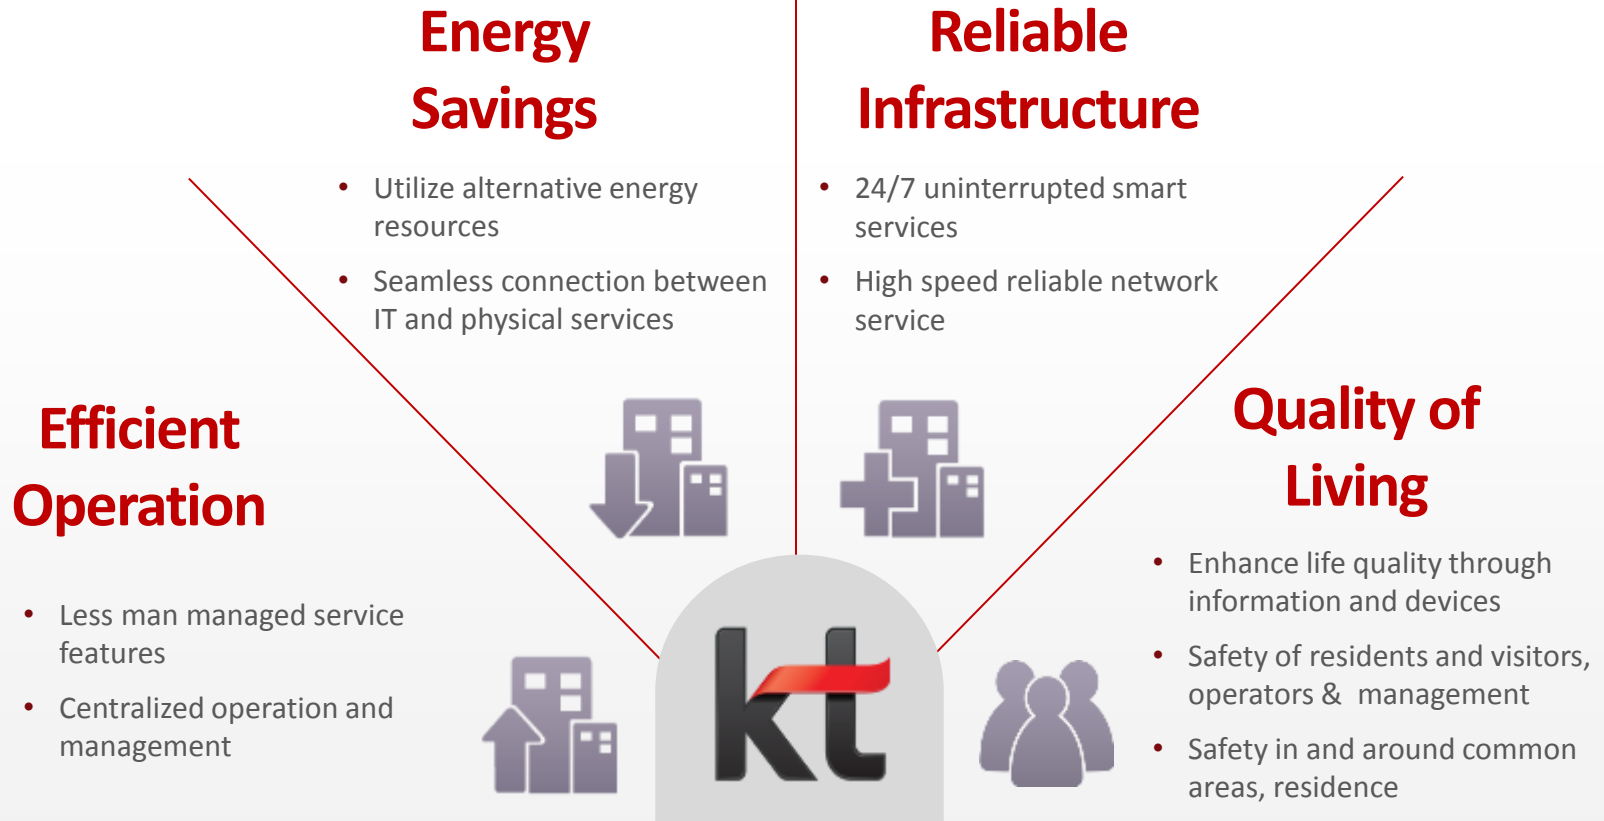 Energy
Savings
• Utilize alternative energy
resources
• Seamless connection between
IT and physical services
Reliable
Infrastructure
• 24/7 uninterrupted smart
services
• High speed reliable network
service
Efficient
Operation
• Less man managed service
features
• Centralized operation and
management
Quality of
Living
• Enhance life quality through
information and devices
• Safety of residents and visitors,
operators &  management
• Safety in and around common
areas, residence
kt